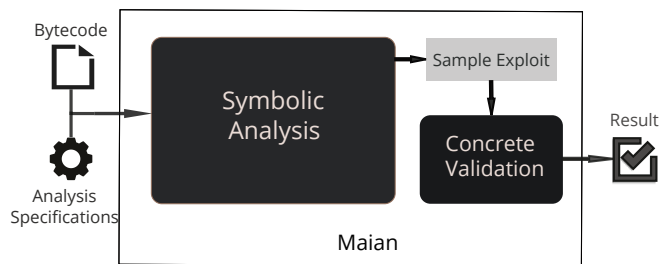 Bytecode
Symbolic
Analysis
Sample Exploit
Concrete
Validation
Result
Analysis
Specifications
Maian